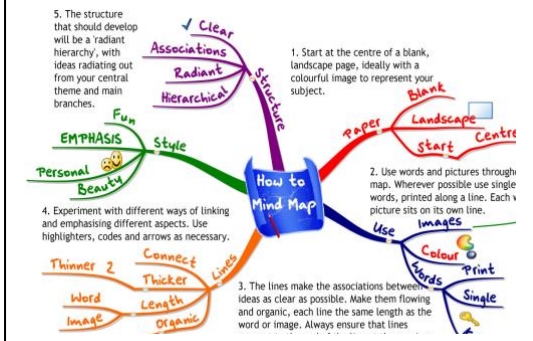 5. The structure
that should develop
will be a 'radiant
hierarchy', with
ideas radiating out
from your central
theme and main
branches.
Clear
Associations
Radiant
Hierarchical
Structure
1. Start at the centre of a blank,
landscape page, ideally with a
colourful image to represent your
subject.
Paper
Blank
Landscape
Start
Centre
Fun
EMPHASIS
Personal
Beauty
Style
How to
Mind Map
2. Use words and pictures
map. Wherever possible use single
words, printed along a line. Each
picture sits on its own line.
4. Experiment with different ways of linking
and emphasising different aspects. Use
highlighters, codes and arrows as necessary.
Use
Images
Colour
Words
Print
Single
Thinner 2
Connect
Thicker
Lines
Word
Length
Image
Organic
3. The lines make the associations between
ideas as clear as possible. Make them flowing
and organic, each line the same length as the
word or image. Always ensure that lines